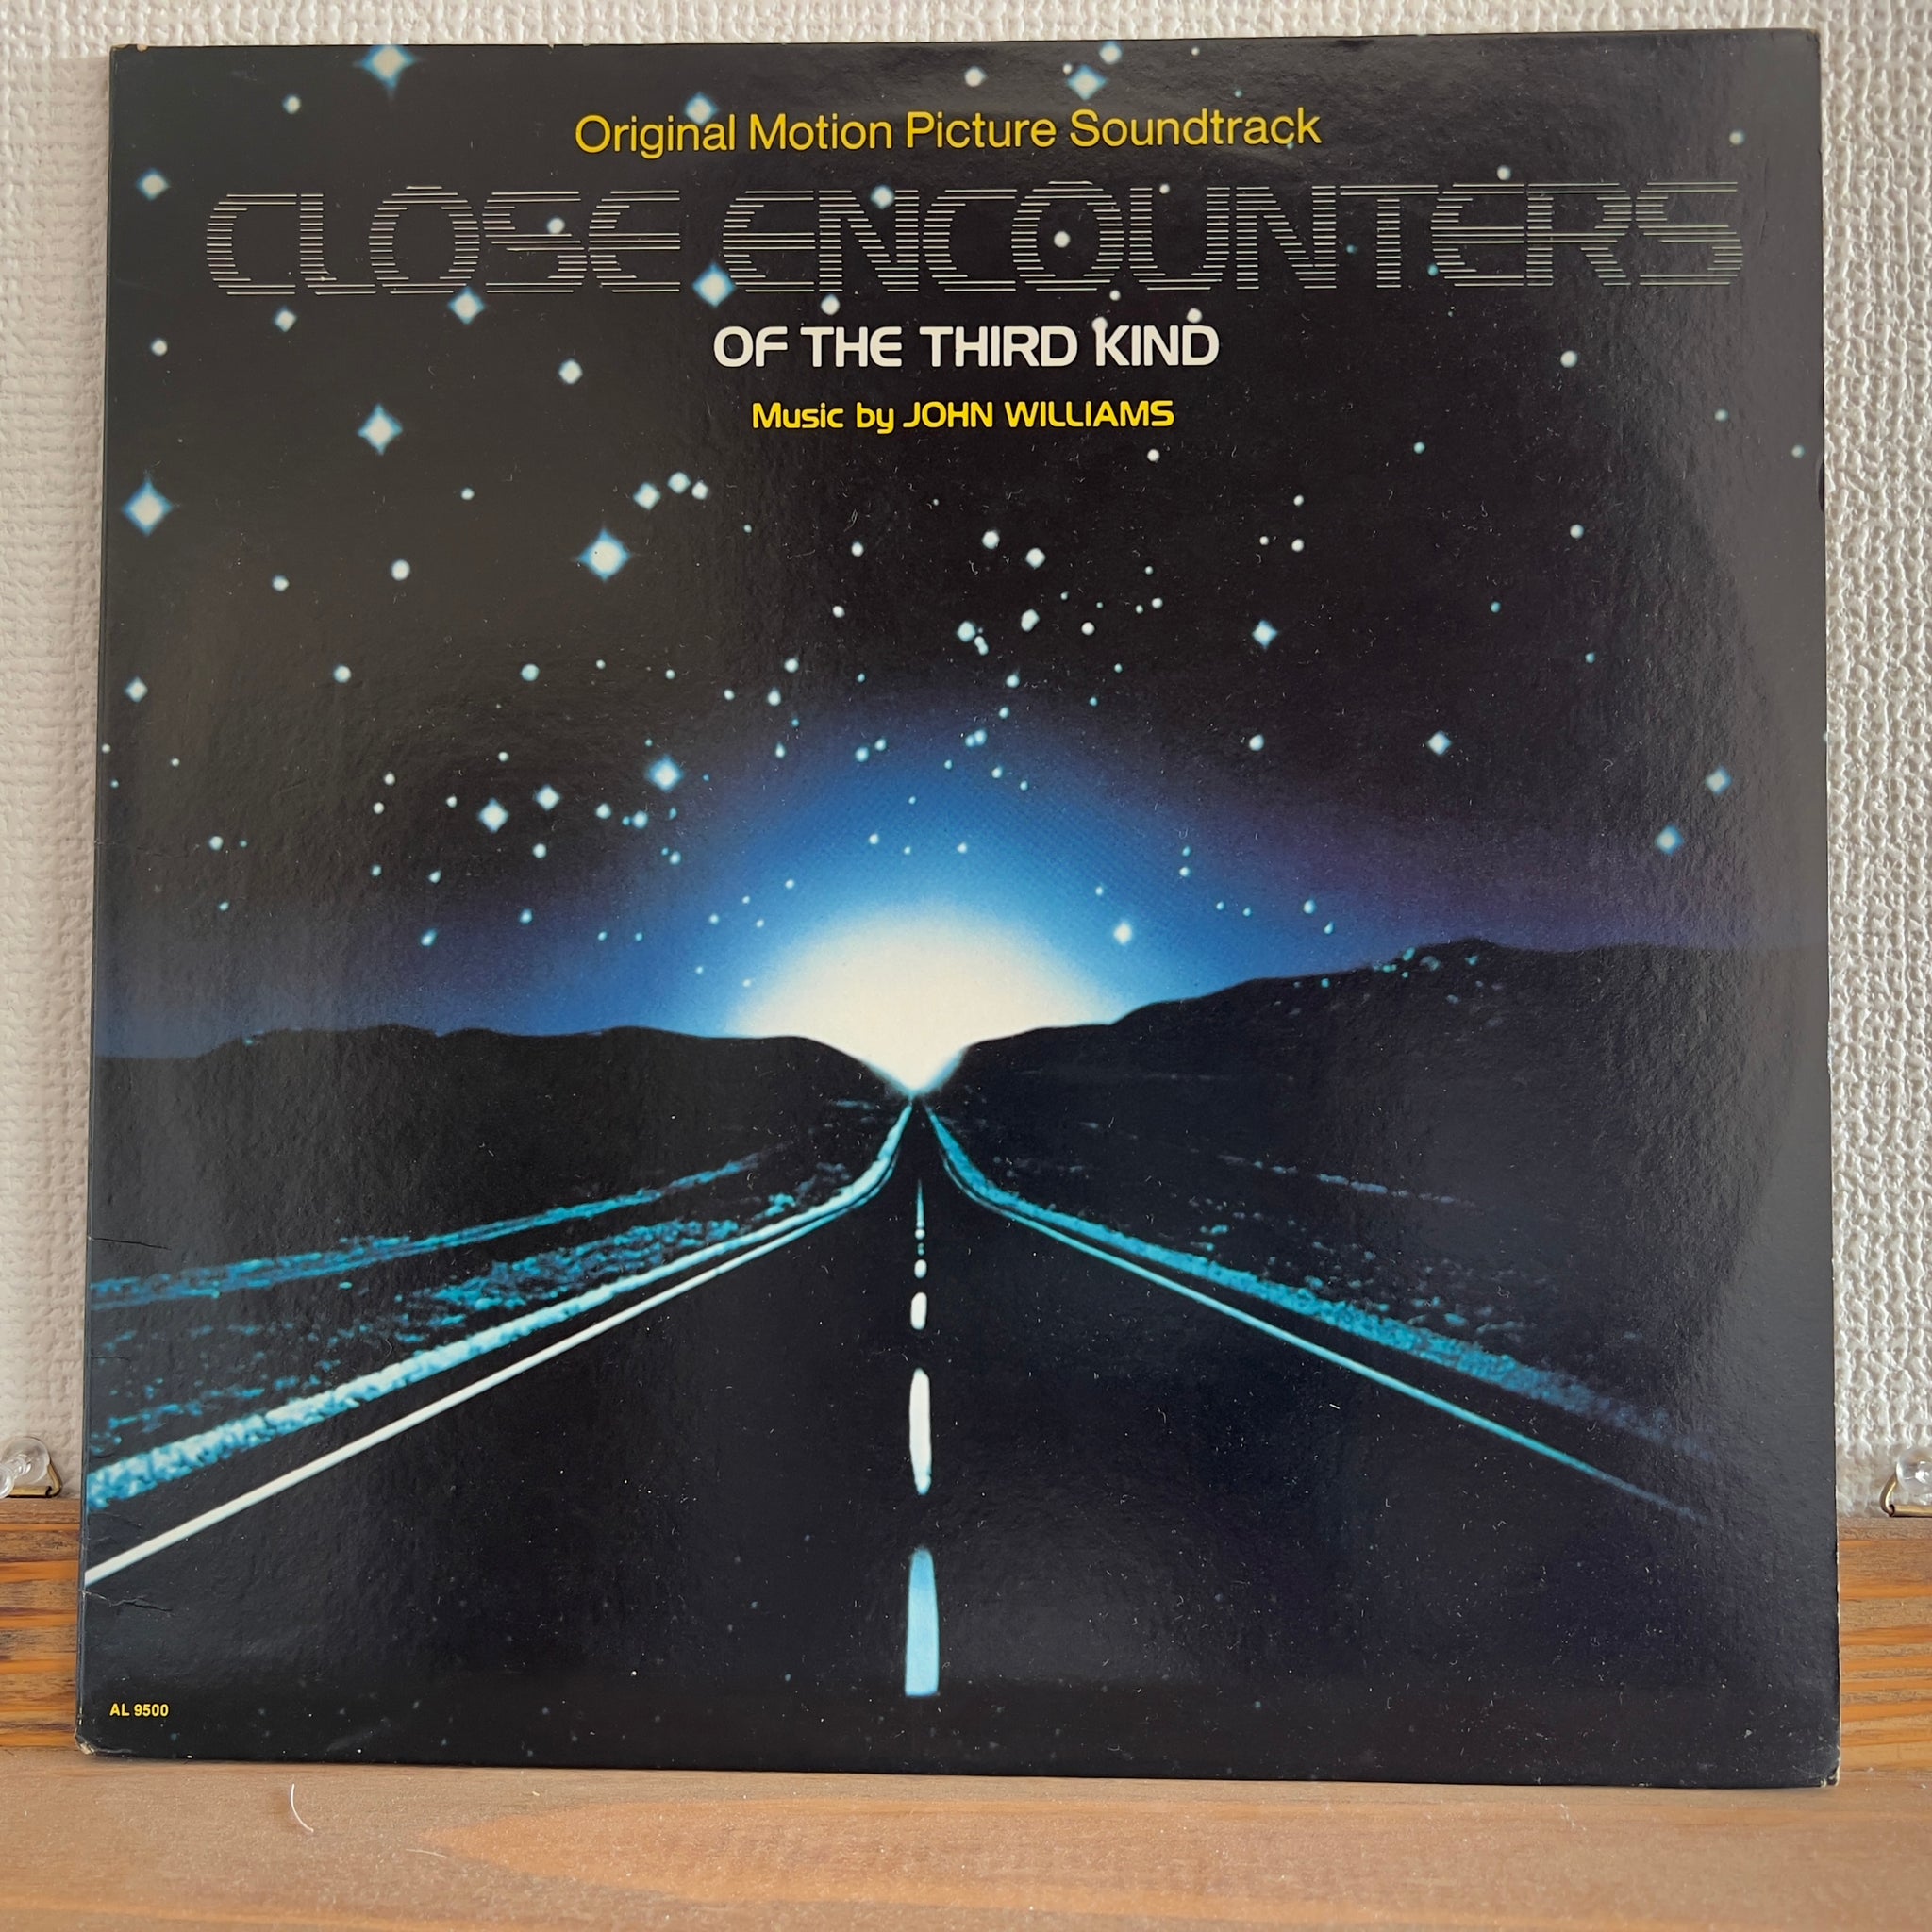 Original Motion Picture Soundtrack
CLOSE ENCOUNTERS
OF THE THIRD KIND
Music by JOHN WILLIAMS
AL 9500